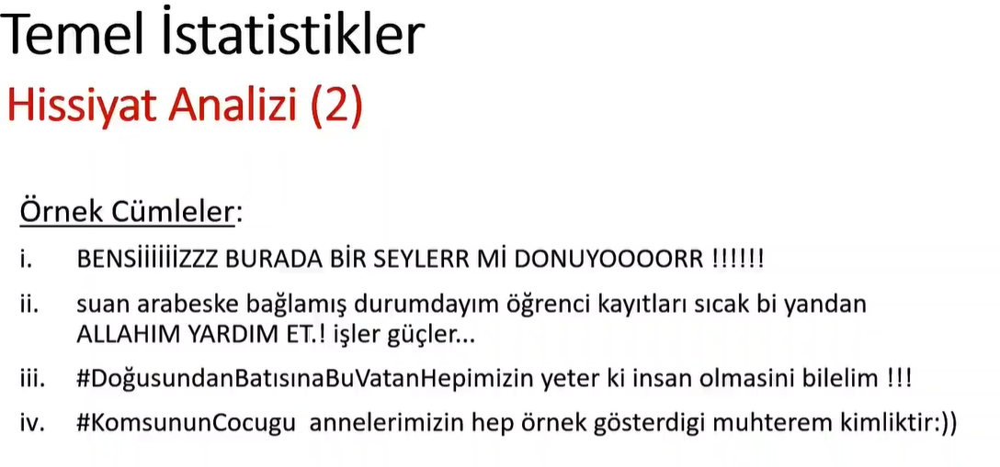 Temel İstatistikler
Hissiyat Analizi (2)
Örnek Cümleler:
i. BENSİİİİİİİZZZ BURADA BİR SEYLERR Mİ DONUYOOOORR !!!!!!
ii. suan arabeske bağlamış durumdayım öğrenci kayıtları sıcak bi yandan
ALLAHIM YARDIM ET.! işler güçler...
iii. #DoğusundanBatısınaBuVatanHepimizin yeter ki insan olmasini bilelim !!!
iv. #KomsununCocugu annelerimizin hep örnek gösterdigi muhterem kimliktir:))